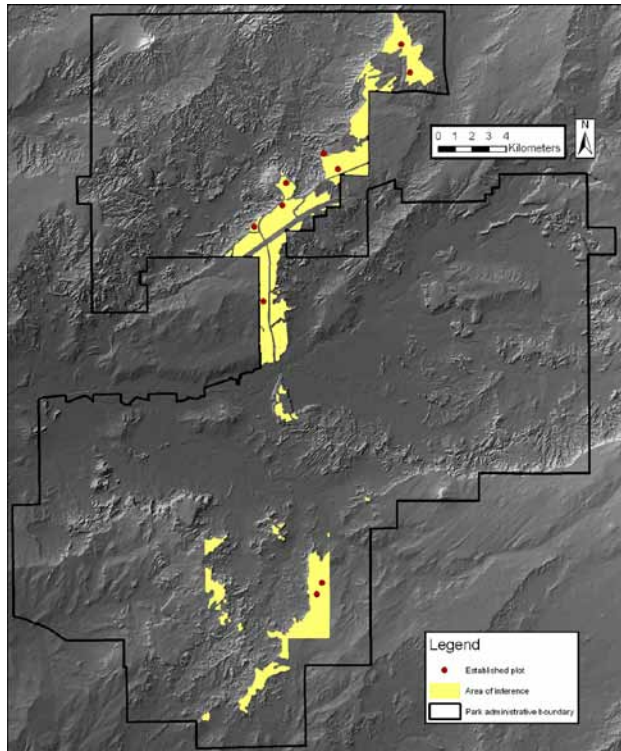 N
0 1 2 3 4
Kilometers
Legend
Established plot
Area of inference
Park administrative boundary